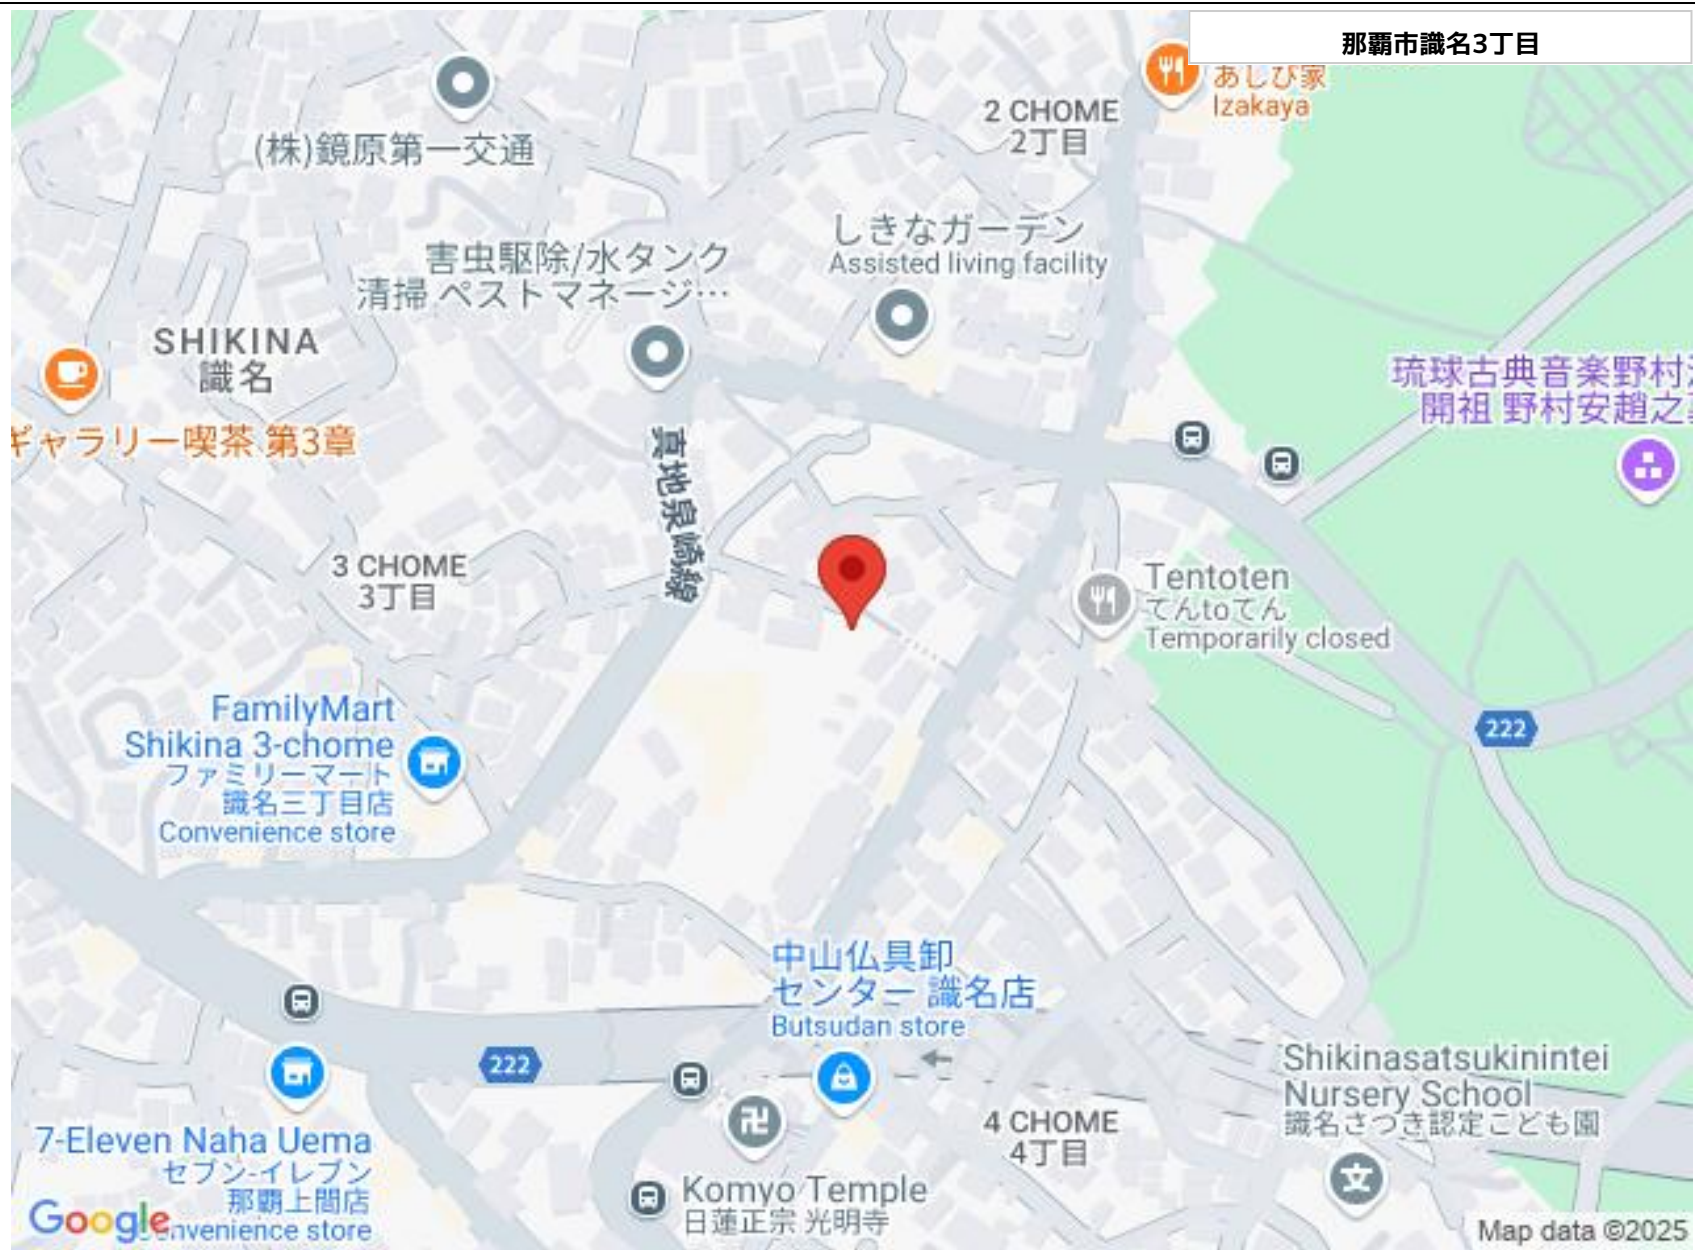 那覇市識名3丁目
あしび家
Izakaya
2 CHOME
2丁目
(株)鏡原第一交通
しきなガーデン
Assisted living facility
害虫駆除/水タンク
清掃 ペストマネージ…
SHIKINA
識名
琉球古典音楽野村
開祖 野村安趙之
ギャラリー喫茶 第3章
真地泉崎線
3 CHOME
3丁目
Tentoten
てんtoてん
Temporarily closed
FamilyMart
Shikina 3-chome
ファミリーマート
識名三丁目店
Convenience store
222
中山仏具卸
センター 識名店
Butsudan store
222
Shikinasatsukinintei
Nursery School
識名さつき認定こども園
4 CHOME
4丁目
7-Eleven Naha Uema
セブン-イレブン
那覇上間店
Convenience store
Komyo Temple
日蓮正宗 光明寺
Google
Map data ©2025